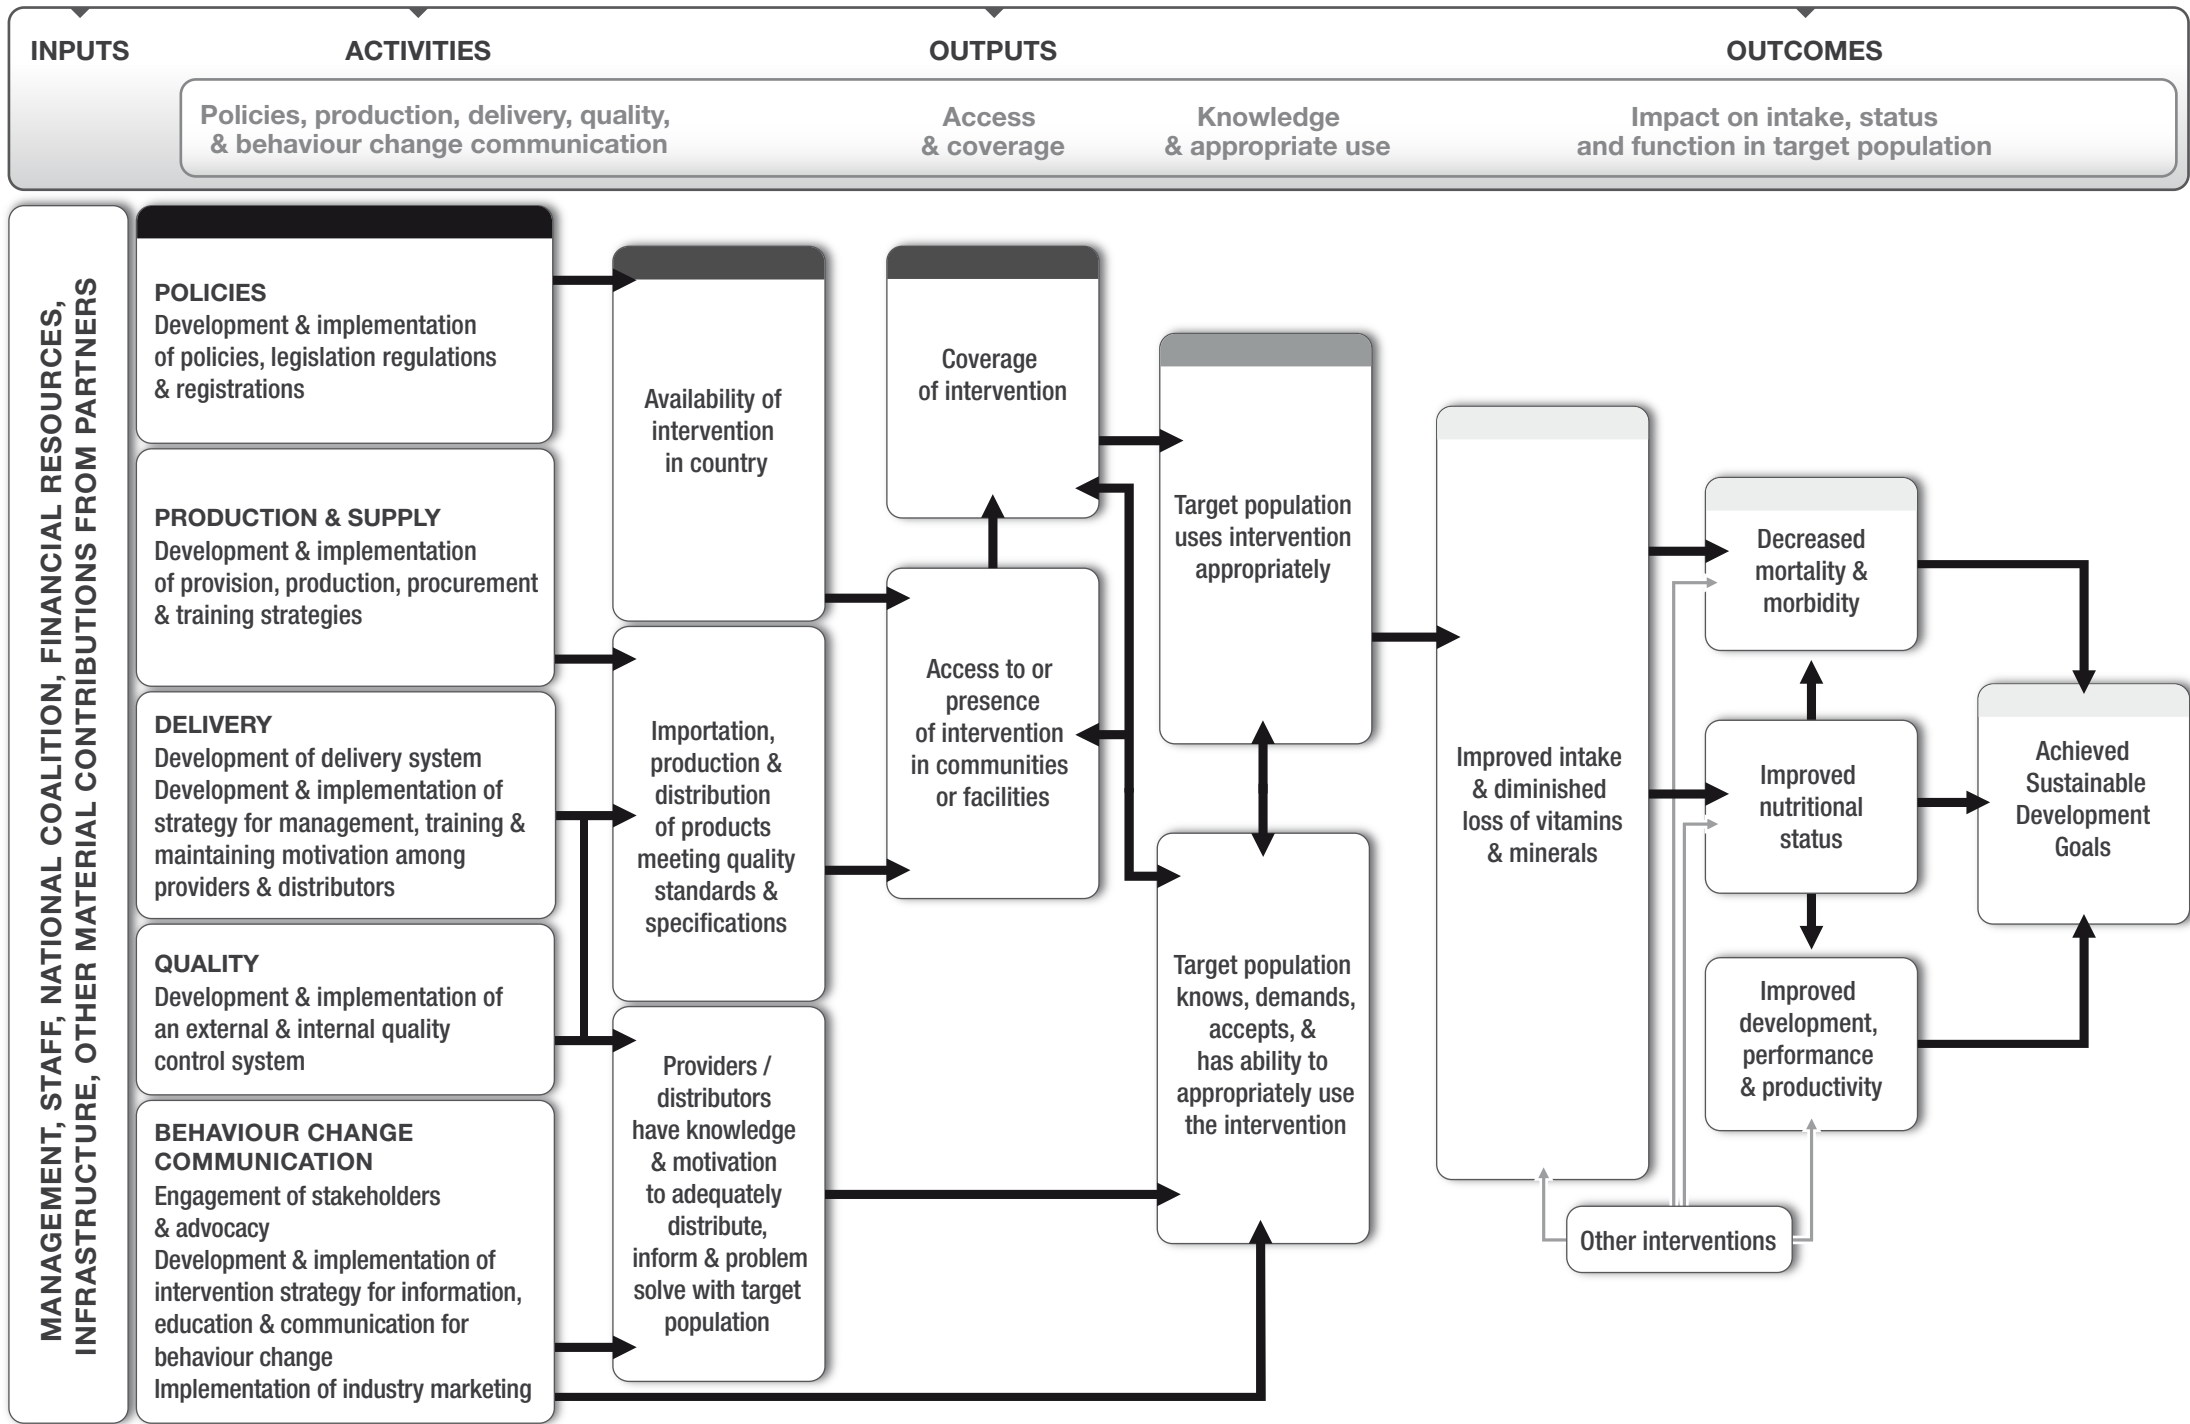 INPUTS
ACTIVITIES
OUTPUTS
OUTCOMES
Policies, production, delivery, quality,
& behaviour change communication
Access
& coverage
Knowledge
& appropriate use
Impact on intake, status
and function in target population
MANAGEMENT, STAFF, NATIONAL COALITION, FINANCIAL RESOURCES,
INFRASTRUCTURE, OTHER MATERIAL CONTRIBUTIONS FROM PARTNERS
POLICIES
Development & implementation
of policies, legislation regulations
& registrations
PRODUCTION & SUPPLY
Development & implementation
of provision, production, procurement
& training strategies
DELIVERY
Development of delivery system
Development & implementation of
strategy for management, training &
maintaining motivation among
providers & distributors
QUALITY
Development & implementation of
an external & internal quality
control system
BEHAVIOUR CHANGE
COMMUNICATION
Engagement of stakeholders
& advocacy
Development & implementation of
intervention strategy for information,
education & communication for
behaviour change
Implementation of industry marketing
Availability of
intervention
in country
Importation,
production &
distribution
of products
meeting quality
standards &
specifications
Providers /
distributors
have knowledge
& motivation
to adequately
distribute,
inform & problem
solve with target
population
Coverage
of intervention
Access to or
presence
of intervention
in communities
or facilities
Target population
uses intervention
appropriately
Target population
knows, demands,
accepts, &
has ability to
appropriately use
the intervention
Improved intake
& diminished
loss of vitamins
& minerals
Decreased
mortality &
morbidity
Improved
nutritional
status
Improved
development,
performance
& productivity
Other interventions
Achieved
Sustainable
Development
Goals